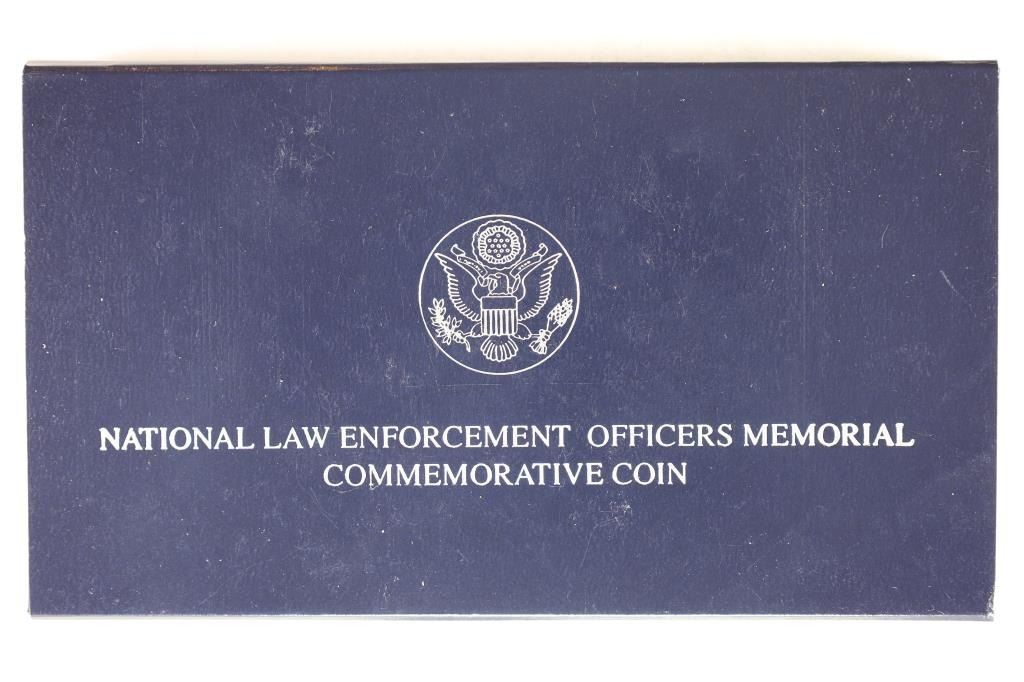 NATIONAL LAW ENFORCEMENT OFFICERS MEMORIAL
COMMEMORATIVE COIN